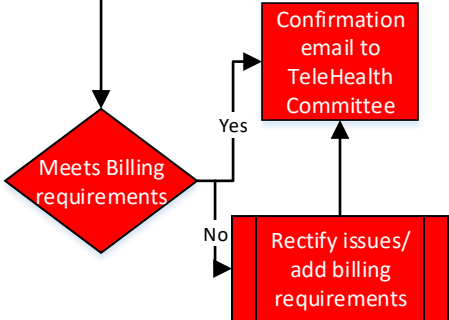 Confirmation
email to
TeleHealth
Committee
Yes
Meets Billing
requirements
No
Rectify issues/
add billing
requirements